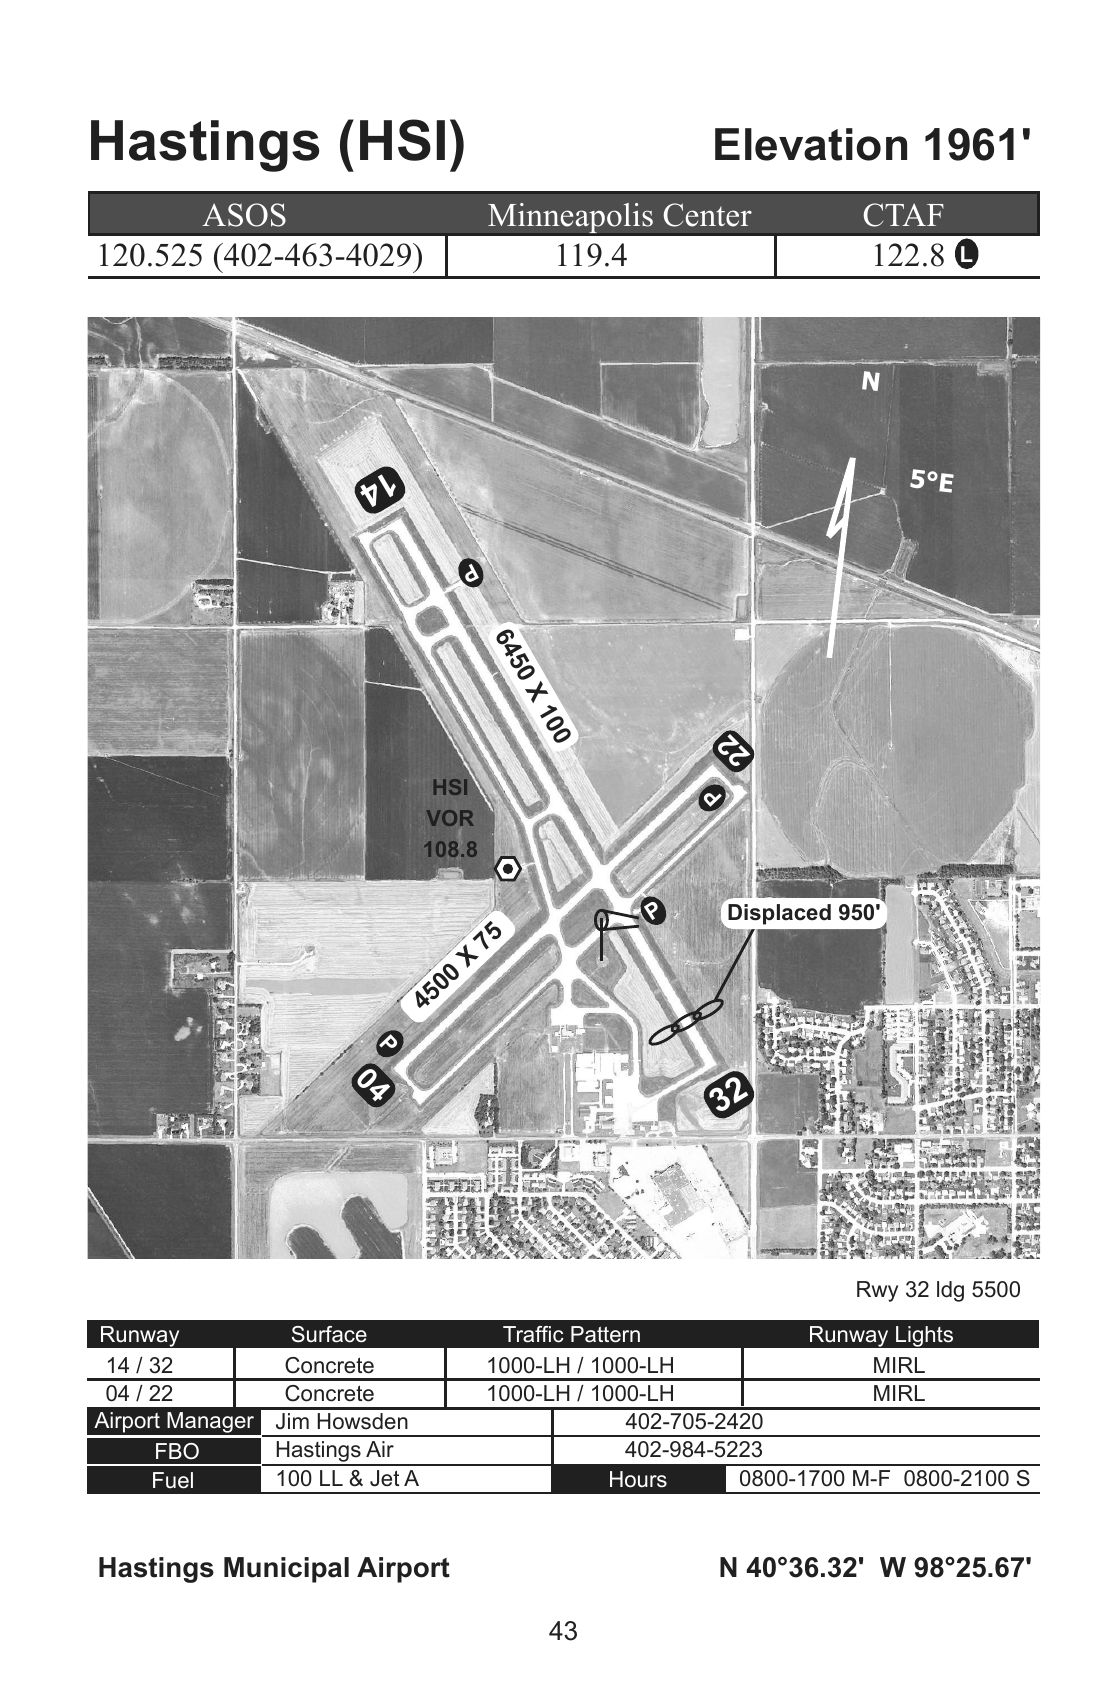 Hastings (HSI) Elevation 1961'
ASOS Minneapolis Center CTAF
120.525 (402-463-4029) 119.4 122.8 L
N
5°E
14
P
6450 X 100
22
P
HSI
VOR
108.8
P
Displaced 950'
4500 X 75
P
04
32
Rwy 32 ldg 5500
Runway Surface Traffic Pattern Runway Lights
14 / 32 Concrete 1000-LH / 1000-LH MIRL
04 / 22 Concrete 1000-LH / 1000-LH MIRL
Airport Manager Jim Howsden 402-705-2420
FBO Hastings Air 402-984-5223
Fuel 100 LL & Jet A Hours 0800-1700 M-F 0800-2100 S
Hastings Municipal Airport N 40°36.32' W 98°25.67'
43